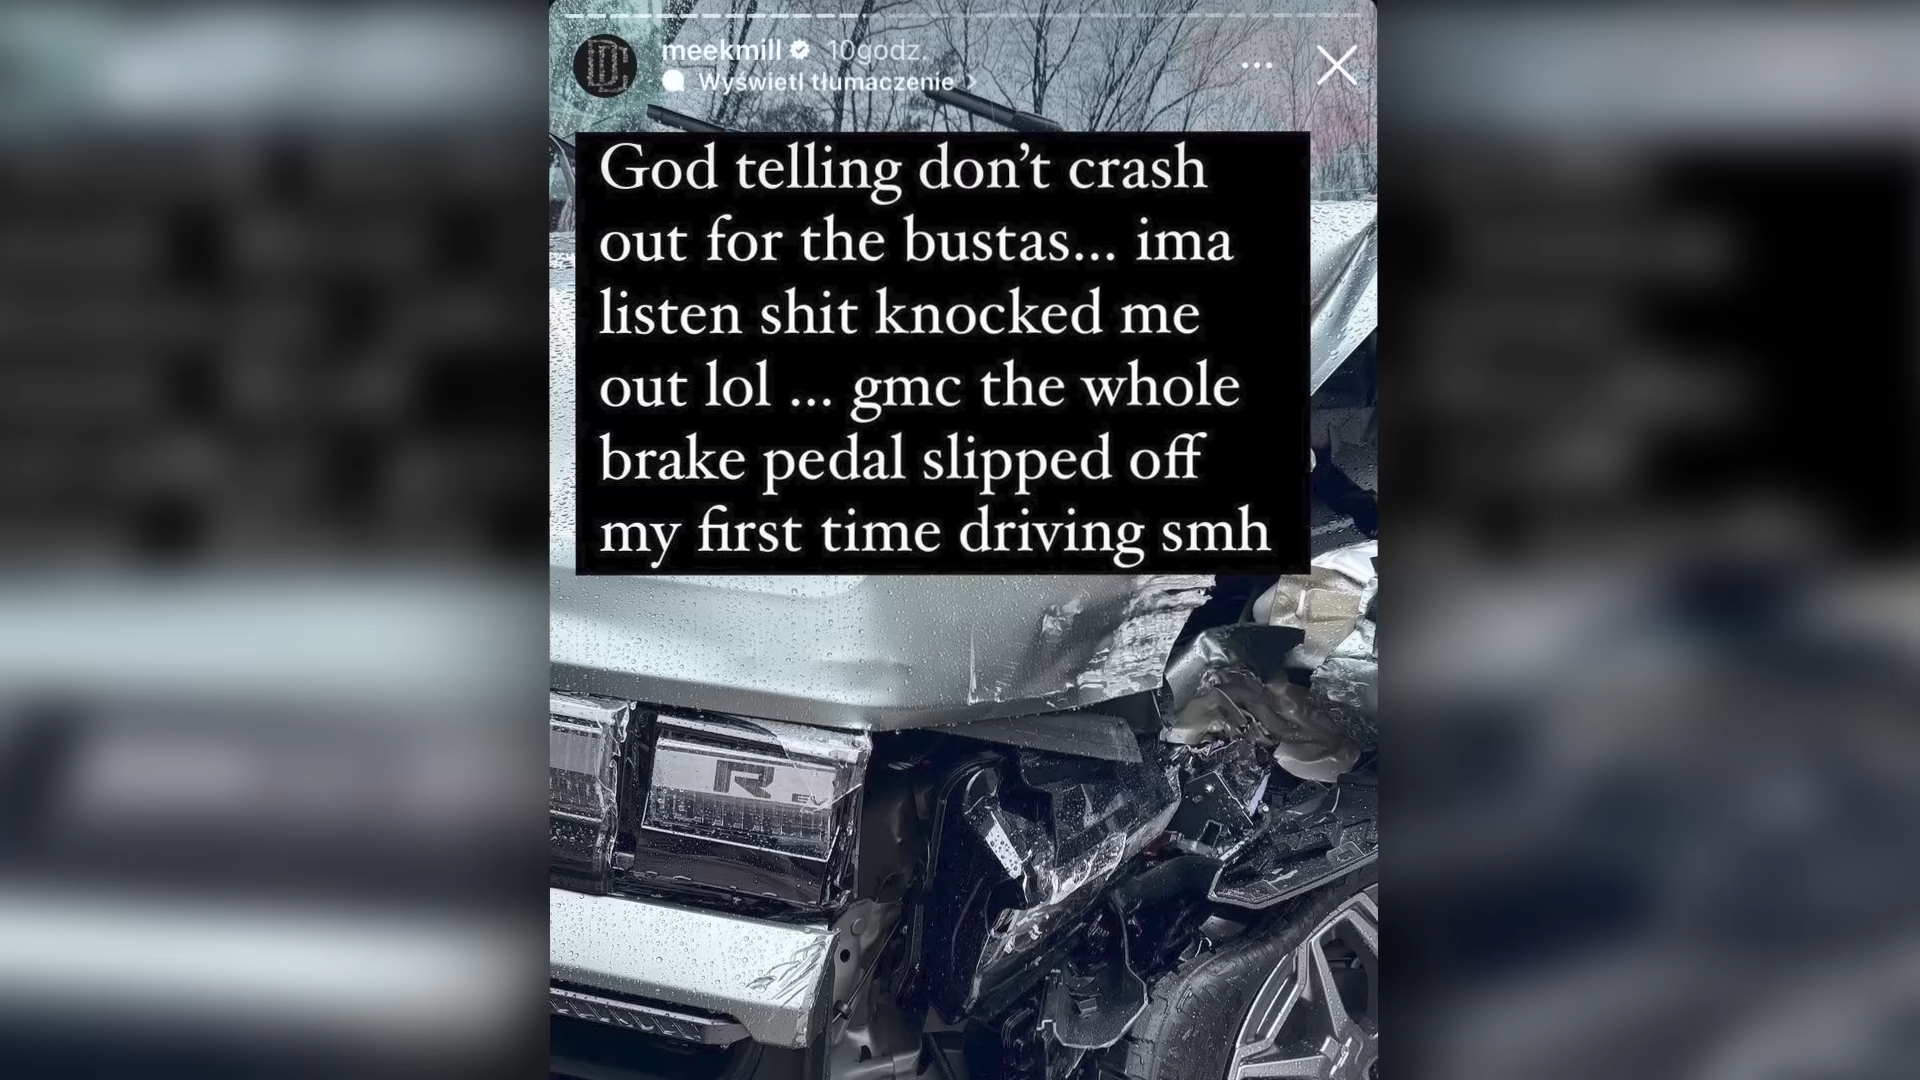 meekmill 10godz.
Wyświetl tłumaczenie
God telling don't crash
out for the bustas... ima
listen shit knocked me
out lol ... gmc the whole
brake pedal slipped off
my first time driving smh
R
EV